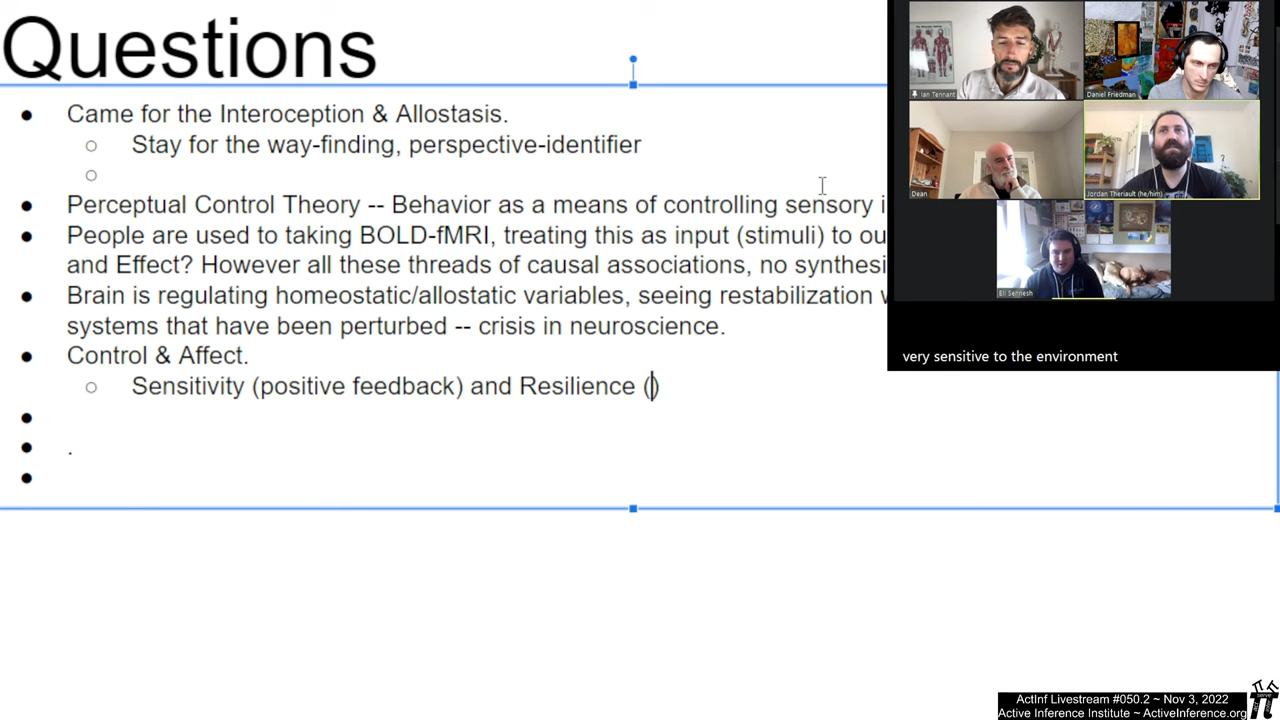 Questions
Came for the Interoception & Allostasis.
Stay for the way-finding, perspective-identifier
Perceptual Control Theory -- Behavior as a means of controlling sensory i
People are used to taking BOLD-fMRI, treating this as input (stimuli) to ou
and Effect? However all these threads of causal associations, no synthesi
Brain is regulating homeostatic/allostatic variables, seeing restabilization
systems that have been perturbed -- crisis in neuroscience.
Control & Affect.
Sensitivity (positive feedback) and Resilience ()
.
Ian Tennant
Daniel Friedman
Dean
Jordan Theriault (he/him)
Eli Sennesh
very sensitive to the environment
ActInf Livestream #050.2 ~ Nov 3, 2022
Active Inference Institute ~ ActiveInference.org